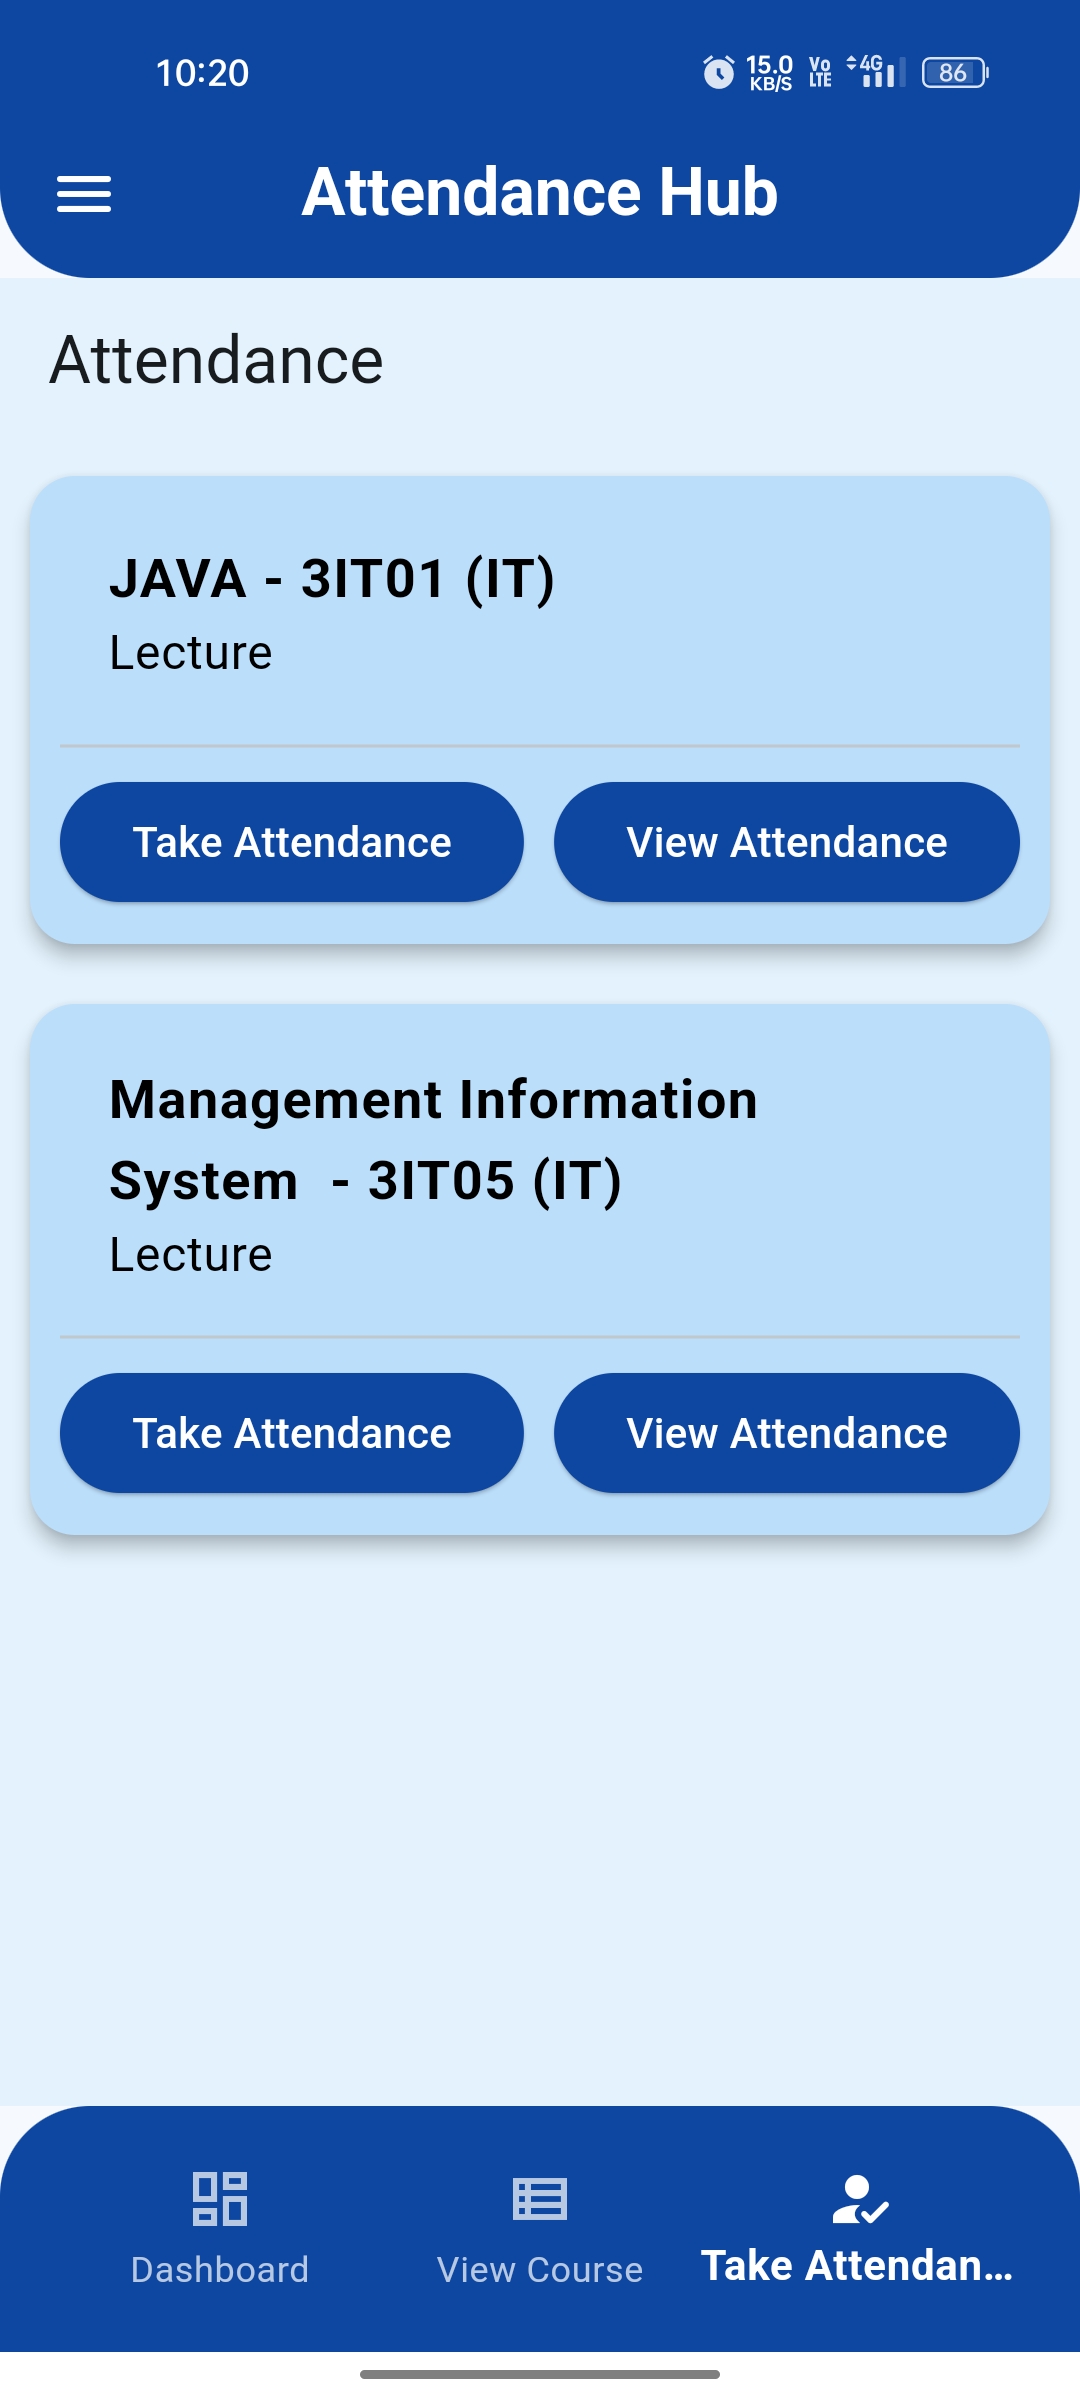 10:20
15.0 KB/S
Vo LTE
4G
86
Attendance Hub
Attendance
JAVA - 3IT01 (IT)
Lecture
Take Attendance
View Attendance
Management Information
System  - 3IT05 (IT)
Lecture
Take Attendance
View Attendance
Dashboard
View Course
Take Attendan...